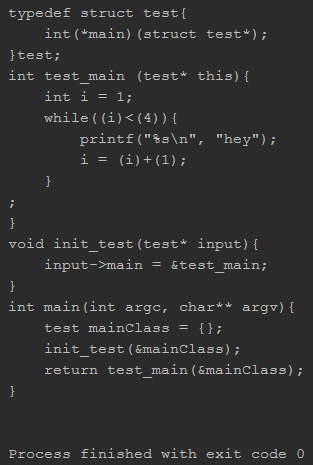 typedef struct test{
    int(*main)(struct test*);
}test;
int test_main (test* this){
    int i = 1;
    while((i)<(4)){
        printf("%s\n", "hey");
        i = (i)+(1);
    }
;
}
void init_test(test* input){
    input->main = &test_main;
}
int main(int argc, char** argv){
    test mainClass = {};
    init_test(&mainClass);
    return test_main(&mainClass);
}
Process finished with exit code 0